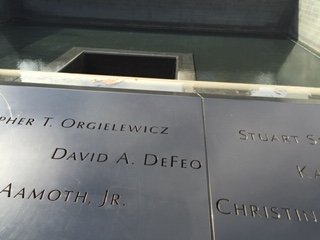 PHER T. ORGIELEWICZ
DAVID A. DEFEO
AAMOTH, JR.
STUART S
KA
CHRISTIN